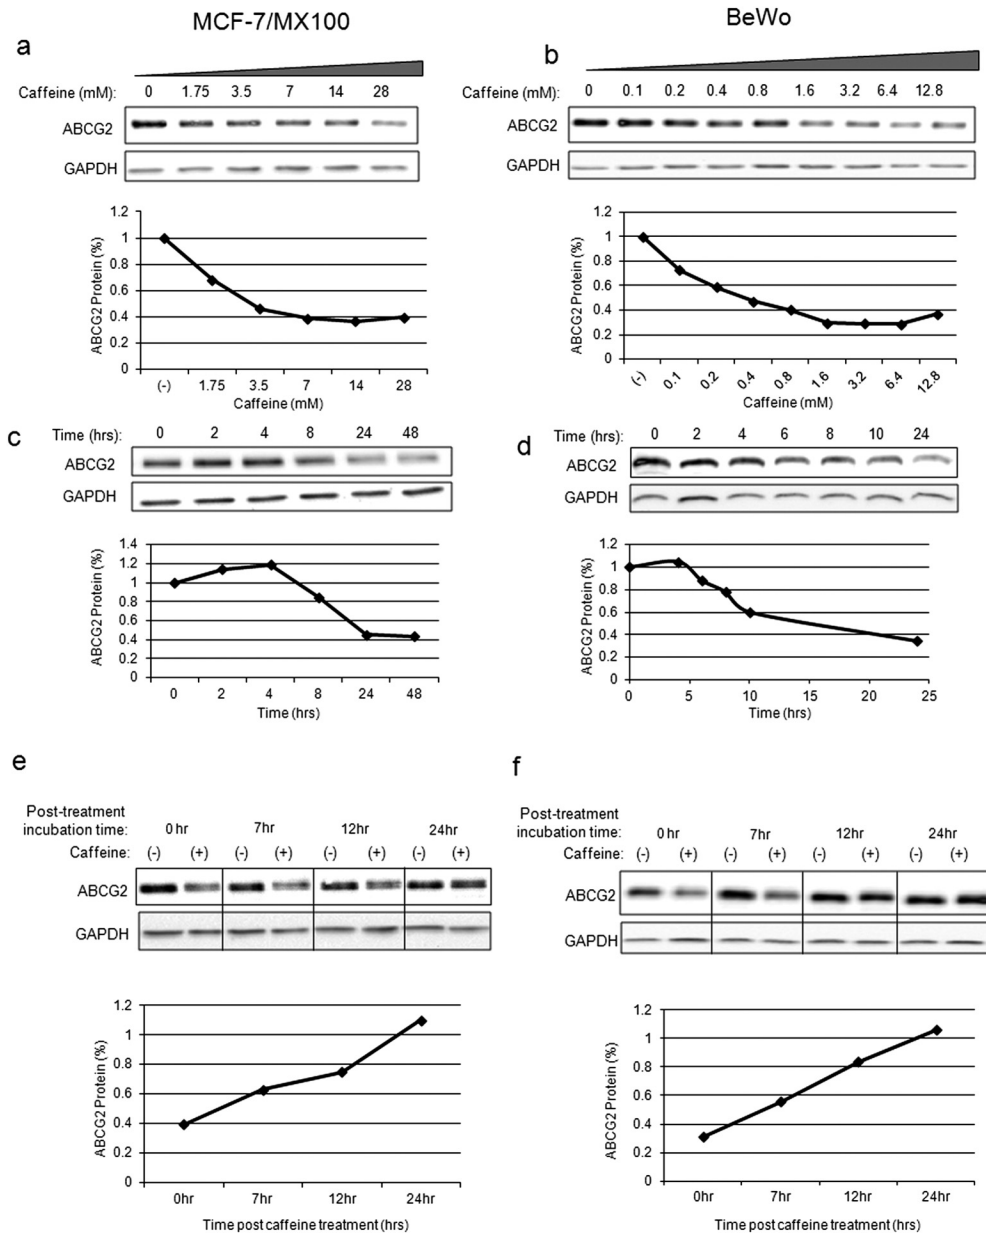 MCF-7/MX100
BeWo
a
Caffeine (mM): 0 1.75 3.5 7 14 28
ABCG2
GAPDH
1.2
1
0.8
0.6
0.4
0.2
0
ABCG2 Protein (%)
(-) 1.75 3.5 7 14 28
Caffeine (mM)
b
Caffeine (mM): 0 0.1 0.2 0.4 0.8 1.6 3.2 6.4 12.8
ABCG2
GAPDH
1.2
1
0.8
0.6
0.4
0.2
0
ABCG2 Protein (%)
(-) 0.1 0.2 0.4 0.8 1.6 3.2 6.4 12.8
Caffeine (mM)
c
Time (hrs): 0 2 4 8 24 48
ABCG2
GAPDH
1.4
1.2
1
0.8
0.6
0.4
0.2
0
ABCG2 Protein (%)
0 2 4 8 24 48
Time (hrs)
d
Time (hrs): 0 2 4 6 8 10 24
ABCG2
GAPDH
1.2
1
0.8
0.6
0.4
0.2
0
ABCG2 Protein (%)
0 5 10 15 20 25
Time (hrs)
e
Post-treatment
incubation time: 0 hr 7hr 12hr 24hr
Caffeine: (-) (+) (-) (+) (-) (+) (-) (+)
ABCG2
GAPDH
1.2
1
0.8
0.6
0.4
0.2
0
ABCG2 Protein (%)
0hr 7hr 12hr 24hr
Time post caffeine treatment (hrs)
f
Post-treatment
incubation time: 0 hr 7hr 12hr 24hr
Caffeine: (-) (+) (-) (+) (-) (+) (-) (+)
ABCG2
GAPDH
1.2
1
0.8
0.6
0.4
0.2
0
ABCG2 Protein (%)
0hr 7hr 12hr 24hr
Time post caffeine treatment (hrs)